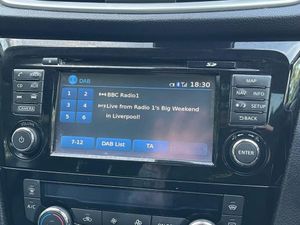 DAB
18:30
1 2 BBC Radio1
3 4 Live from Radio 1's Big Weekend
5 6 in Liverpool!
7-12 DAB List TA
CAMERA
MAP
NAV INFO
SETUP
BACK
ENTER
A/C